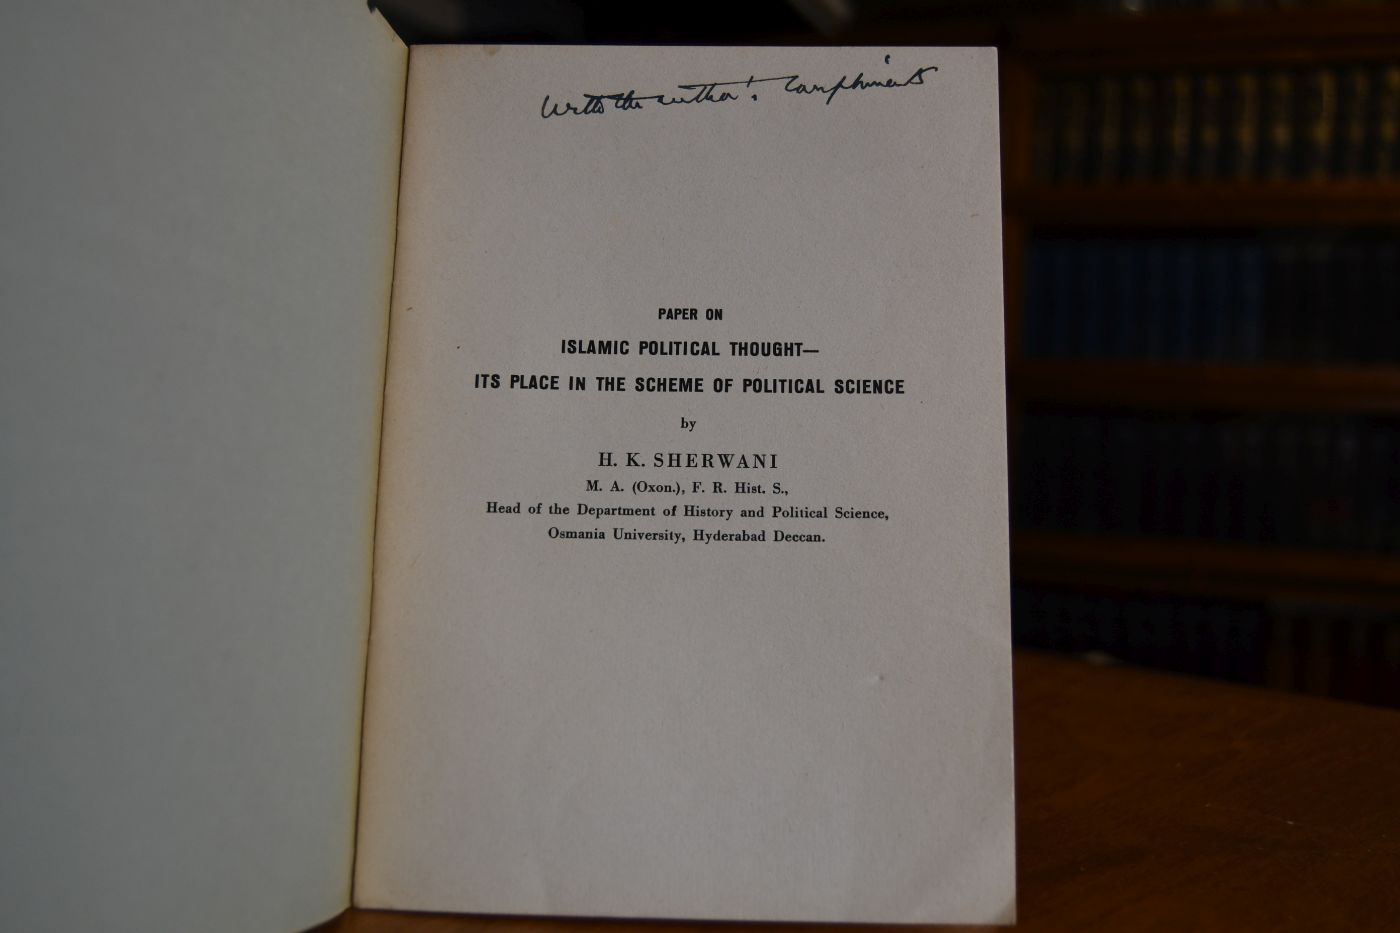 With the author's compliments
PAPER ON
ISLAMIC POLITICAL THOUGHT—
ITS PLACE IN THE SCHEME OF POLITICAL SCIENCE
by
H. K. SHERWANI
M. A. (Oxon.), F. R. Hist. S.,
Head of the Department of History and Political Science,
Osmania University, Hyderabad Deccan.